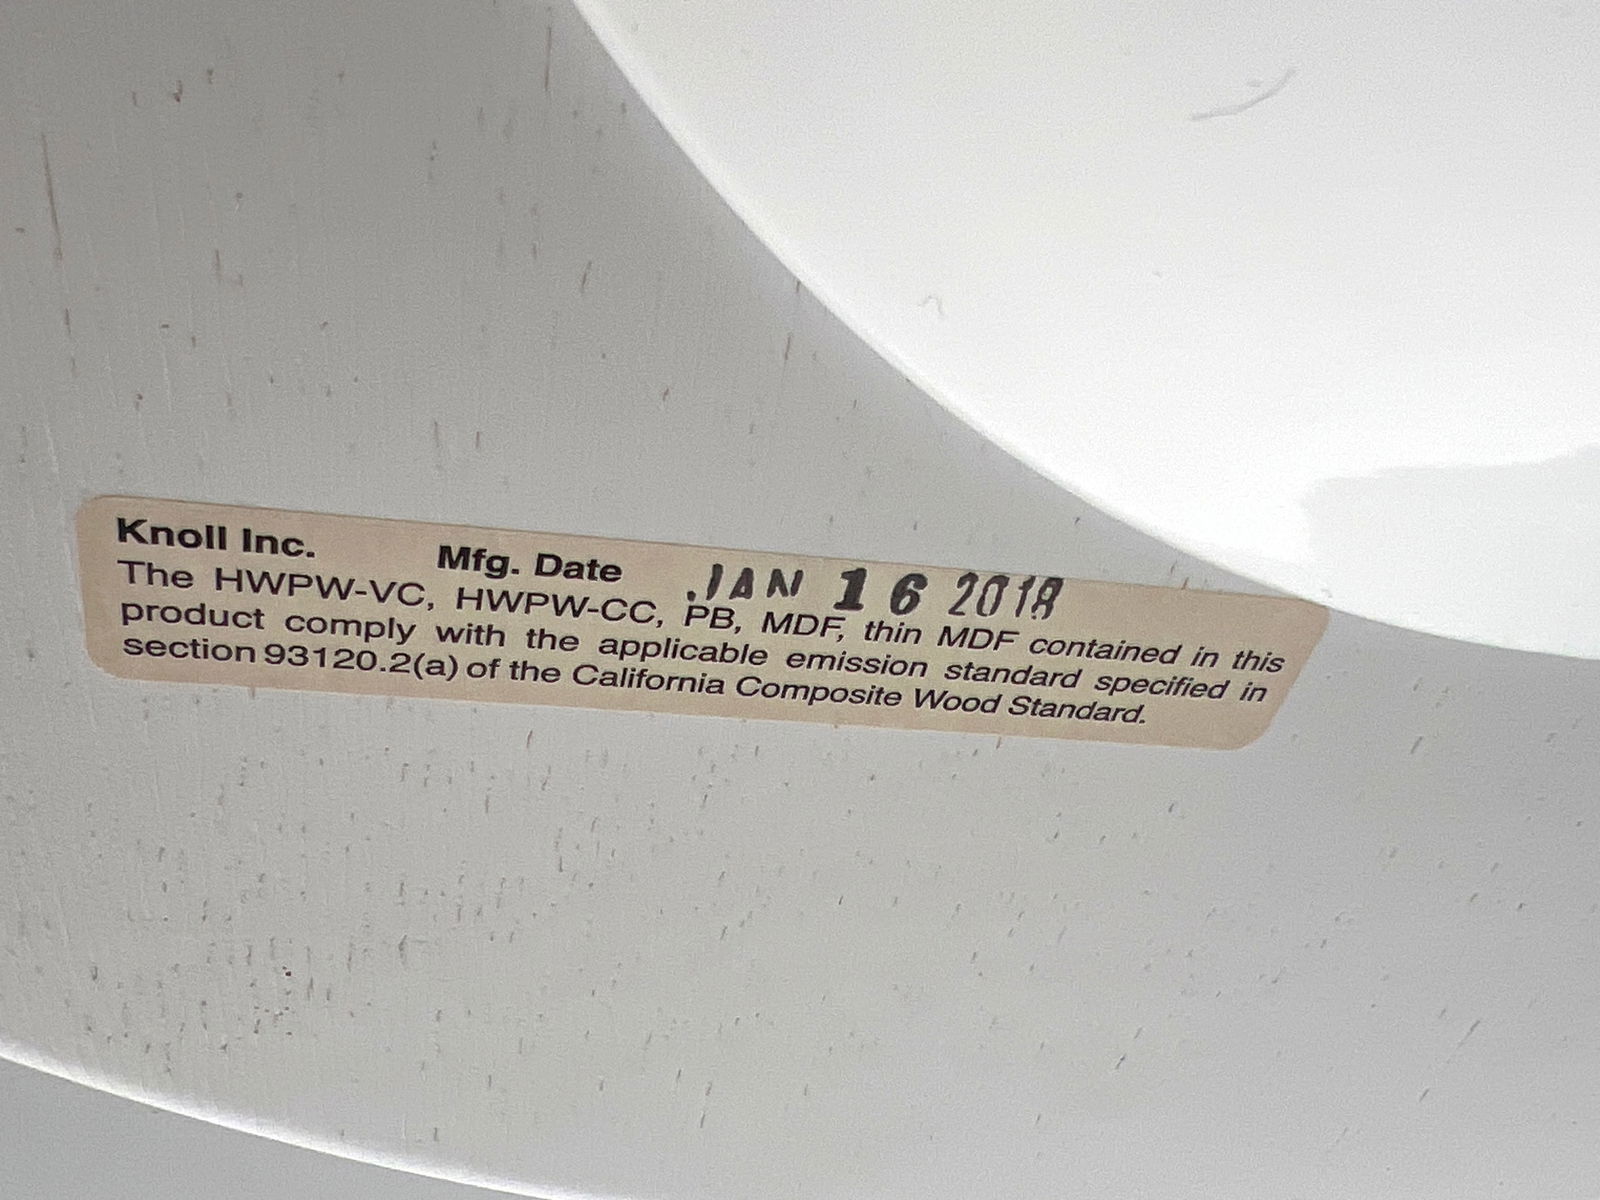 Knoll Inc. Mfg. Date JAN 16 2018
The HWPW-VC, HWPW-CC, PB, MDF, thin MDF contained in this
product comply with the applicable emission standard specified in
section 93120.2(a) of the California Composite Wood Standard.